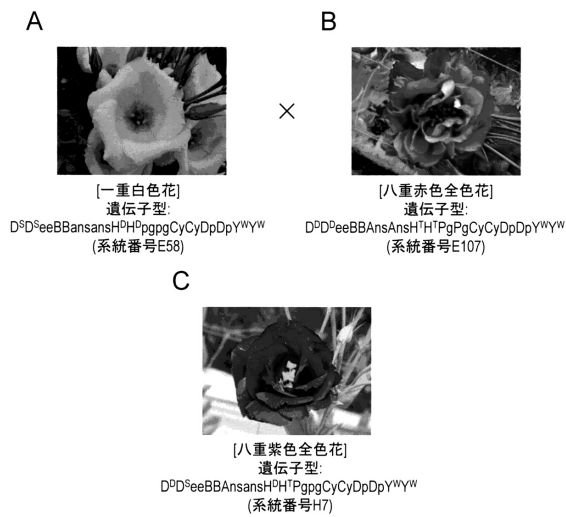 A
B
×
[一重白色花]
遺伝子型:
DˢDˢeeBBansansHᴰHᴰpgpgCyCyDpDpYᵂYᵂ
(系統番号E58)
[八重赤色全色花]
遺伝子型:
DᴰDᴰeeBBAnsAnsHᵀHᵀPgPgCyCyDpDpYᵂYᵂ
(系統番号E107)
C
[八重紫色全色花]
遺伝子型:
DᴰDˢeeBBAnsansHᴰHᵀPgpgCyCyDpDpYᵂYᵂ
(系統番号H7)